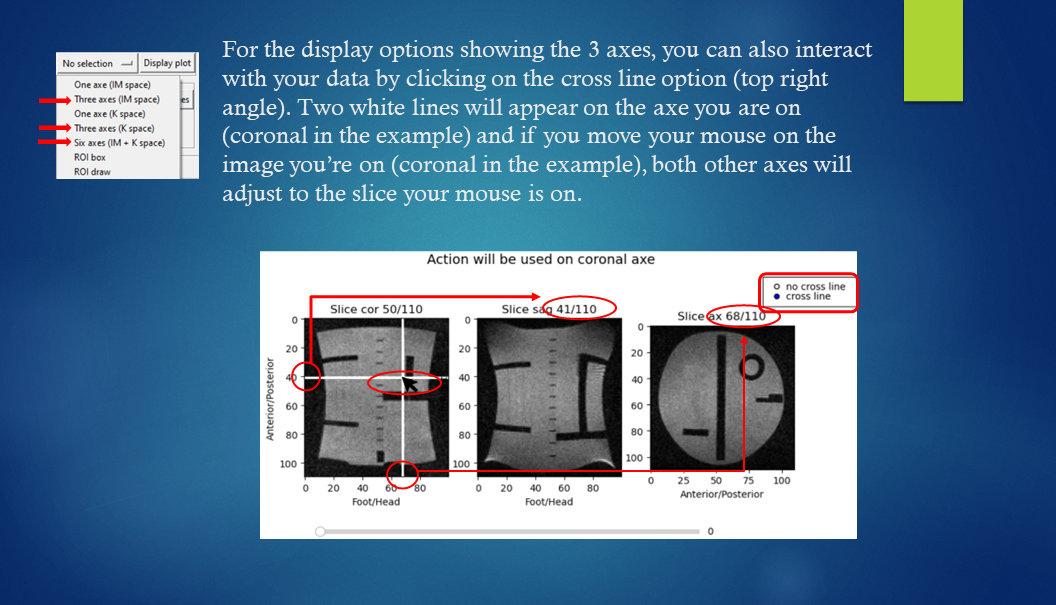 For the display options showing the 3 axes, you can also interact
with your data by clicking on the cross line option (top right
angle). Two white lines will appear on the axe you are on
(coronal in the example) and if you move your mouse on the
image you're on (coronal in the example), both other axes will
adjust to the slice your mouse is on.
No selection
Display plot
One axe (IM space)
Three axes (IM space)
es
One axe (K space)
Three axes (K space)
Six axes (IM + K space)
ROI box
ROI draw
Action will be used on coronal axe
no cross line
cross line
Slice cor 50/110
0
20
40
60
80
100
Anterior/Posterior
0 20 40 60 80
Foot/Head
Slice sag 41/110
0
20
40
60
80
100
0 20 40 60 80
Foot/Head
Slice ax 68/110
0
20
40
60
80
100
0 25 50 75 100
Anterior/Posterior
0